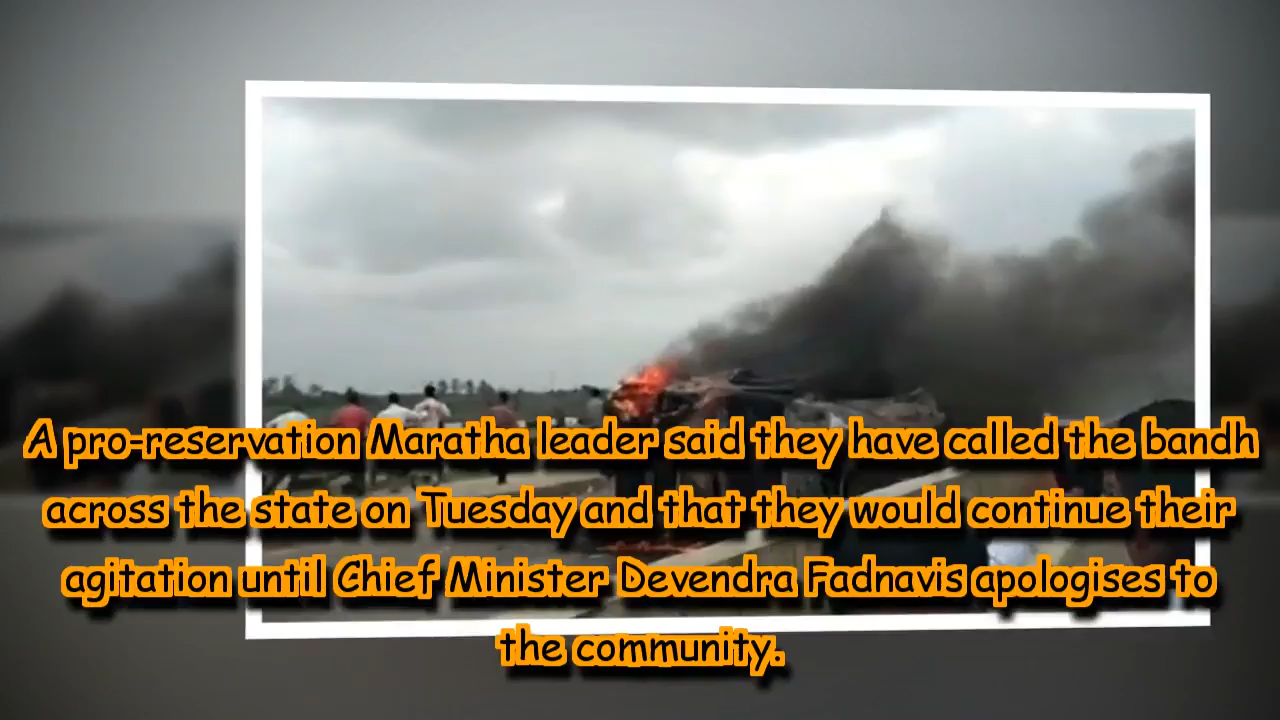 A pro-reservation Maratha leader said they have called the bandh
across the state on Tuesday and that they would continue their
agitation until Chief Minister Devendra Fadnavis apologises to
the community.